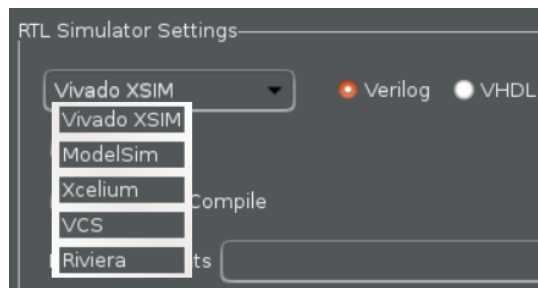 RTL Simulator Settings
Vivado XSIM Verilog VHDL
Vivado XSIM
ModelSim
Xcelium
Compile
VCS
Riviera
ts